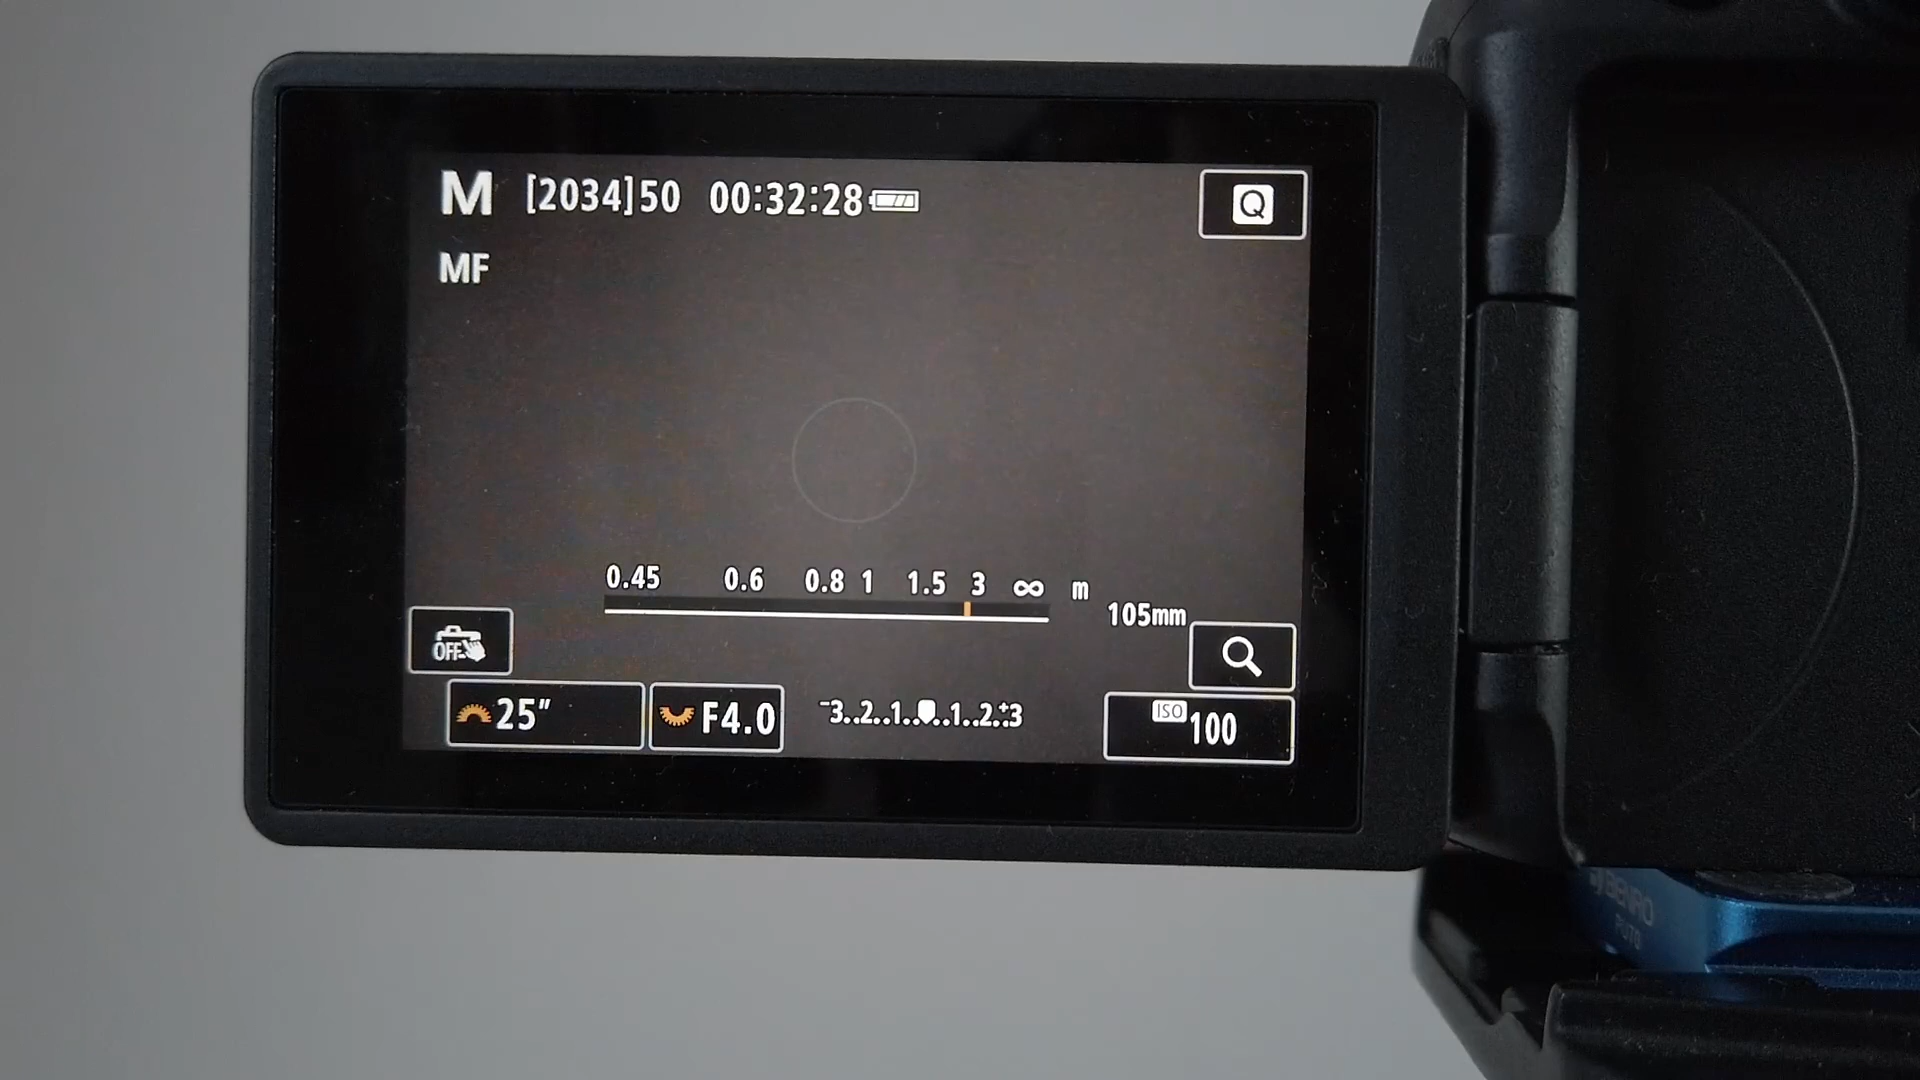 M [2034]50 00:32:28 Q
MF
0.45 0.6 0.8 1 1.5 3 ∞ m
105mm
OFF
25" F4.0 -3..2..1..0..1..2.+3 ISO 100
BENRO